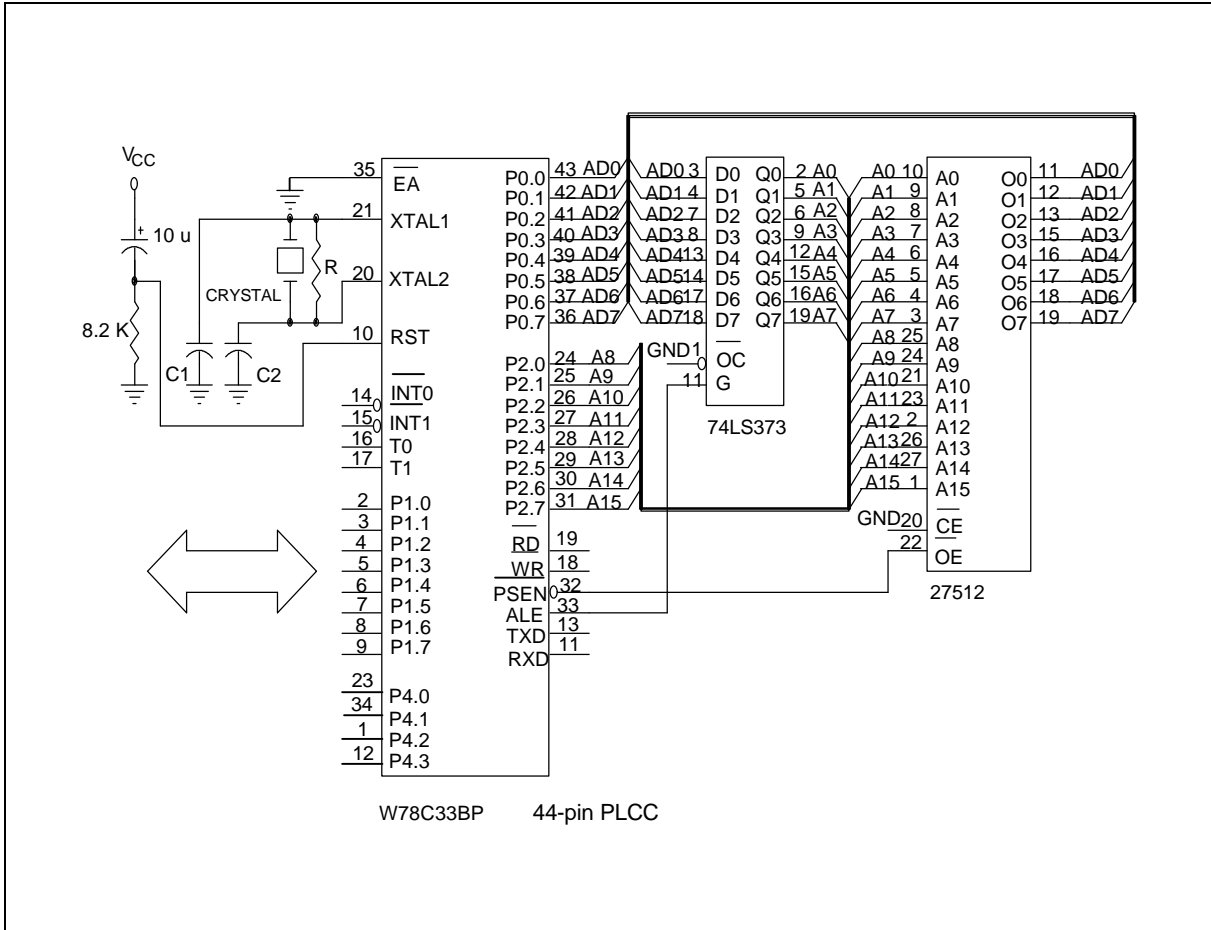 VCC
10 u
+
8.2 K
C1
C2
CRYSTAL
R
35 EA
21 XTAL1
20 XTAL2
10 RST
14 INT0
15 INT1
16 T0
17 T1
2 P1.0
3 P1.1
4 P1.2
5 P1.3
6 P1.4
7 P1.5
8 P1.6
9 P1.7
23 P4.0
34 P4.1
1 P4.2
12 P4.3
P0.0 43 AD0
P0.1 42 AD1
P0.2 41 AD2
P0.3 40 AD3
P0.4 39 AD4
P0.5 38 AD5
P0.6 37 AD6
P0.7 36 AD7
P2.0 24 A8
P2.1 25 A9
P2.2 26 A10
P2.3 27 A11
P2.4 28 A12
P2.5 29 A13
P2.6 30 A14
P2.7 31 A15
RD 19
WR 18
PSEN 32
ALE 33
TXD 13
RXD 11
W78C33BP 44-pin PLCC
AD0 3 D0 Q0 2 A0
AD1 4 D1 Q1 5 A1
AD2 7 D2 Q2 6 A2
AD3 8 D3 Q3 9 A3
AD4 13 D4 Q4 12 A4
AD5 14 D5 Q5 15 A5
AD6 17 D6 Q6 16 A6
AD7 18 D7 Q7 19 A7
GND 1 OC
11 G
74LS373
A0 10 A0 O0 11 AD0
A1 9 A1 O1 12 AD1
A2 8 A2 O2 13 AD2
A3 7 A3 O3 15 AD3
A4 6 A4 O4 16 AD4
A5 5 A5 O5 17 AD5
A6 4 A6 O6 18 AD6
A7 3 A7 O7 19 AD7
A8 25 A8
A9 24 A9
A10 21 A10
A11 23 A11
A12 2 A12
A13 26 A13
A14 27 A14
A15 1 A15
GND 20 CE
22 OE
27512